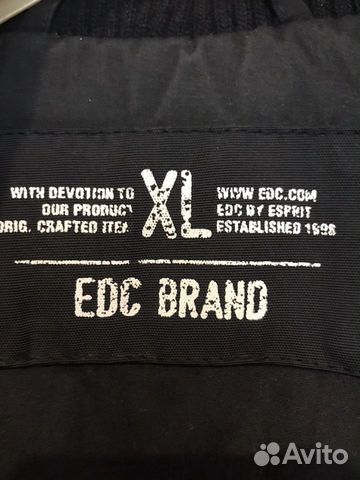 WITH DEVOTION TO
OUR PRODUCT
ORIG. CRAFTED ITEM
XL
WWW EDC.COM
EDC BY ESPRIT
ESTABLISHED 1998
EDC BRAND
Avito